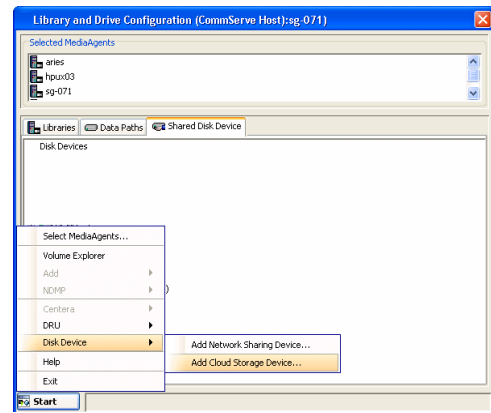 Library and Drive Configuration (CommServe Host):sg-071)
Selected MediaAgents
aries
hpux03
sg-071
Libraries Data Paths Shared Disk Device
Disk Devices
Select MediaAgents...
Volume Explorer
Add
NDMP
)
Centera
DRU
Disk Device
Add Network Sharing Device...
Add Cloud Storage Device...
Help
Exit
Start